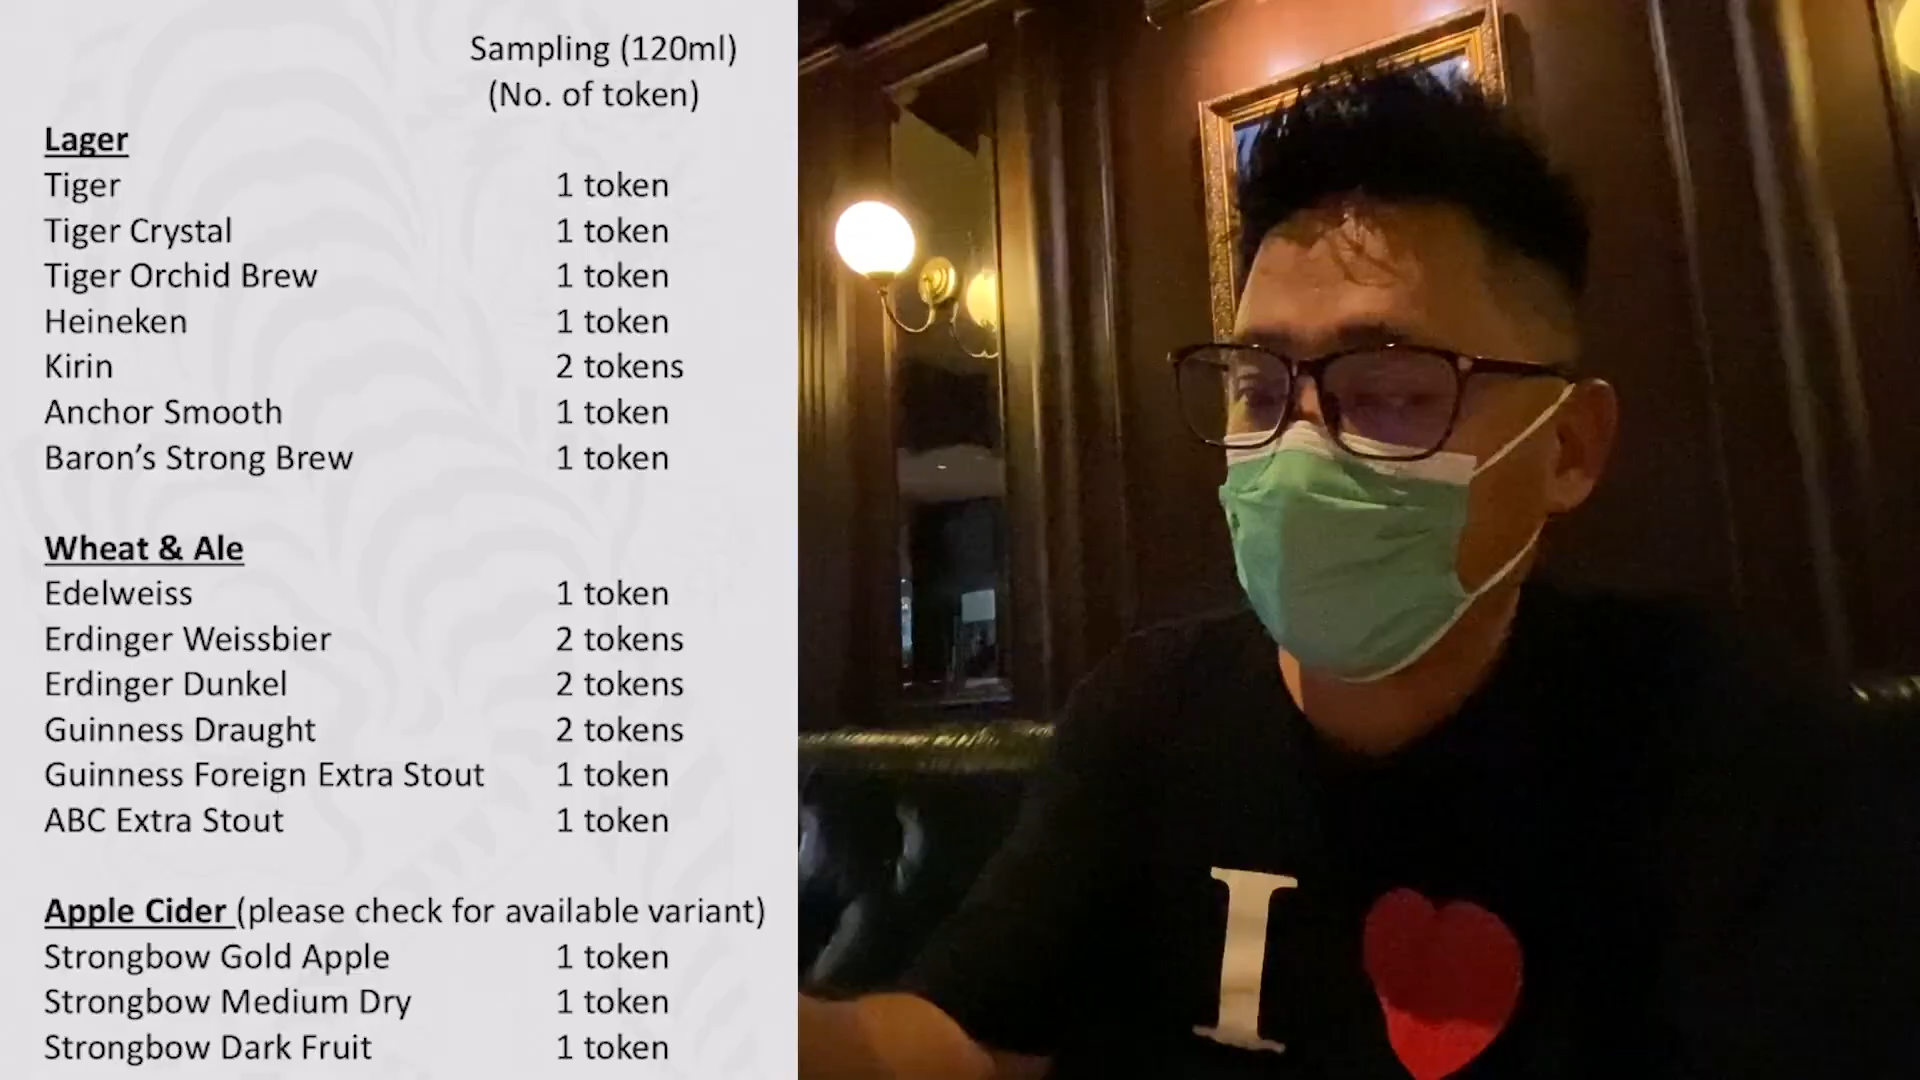 Sampling (120ml)
(No. of token)
Lager
Tiger 1 token
Tiger Crystal 1 token
Tiger Orchid Brew 1 token
Heineken 1 token
Kirin 2 tokens
Anchor Smooth 1 token
Baron’s Strong Brew 1 token
Wheat & Ale
Edelweiss 1 token
Erdinger Weissbier 2 tokens
Erdinger Dunkel 2 tokens
Guinness Draught 2 tokens
Guinness Foreign Extra Stout 1 token
ABC Extra Stout 1 token
Apple Cider (please check for available variant)
Strongbow Gold Apple 1 token
Strongbow Medium Dry 1 token
Strongbow Dark Fruit 1 token
I